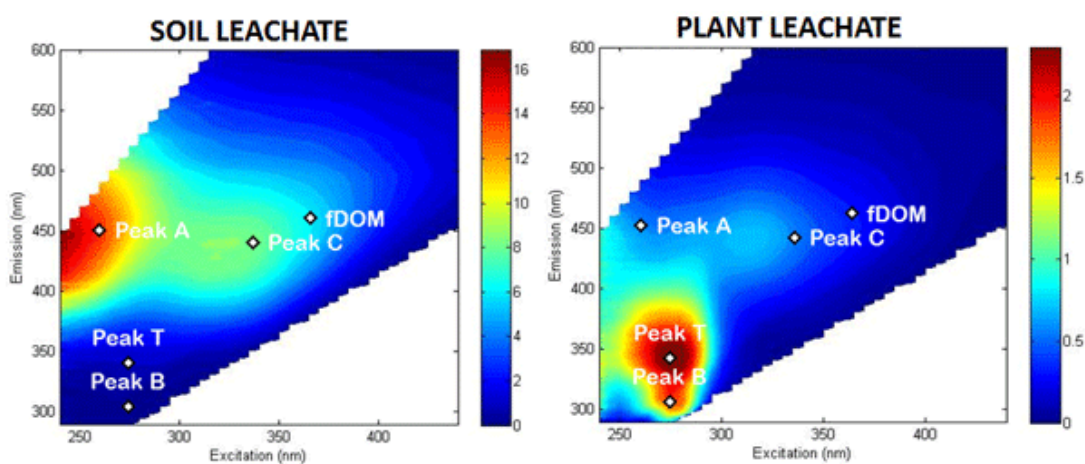 SOIL LEACHATE
600
550
500
450
400
350
300
Emission (nm)
250
300
350
400
Excitation (nm)
Peak A
fDOM
Peak C
Peak T
Peak B
16
14
12
10
8
6
4
2
0
PLANT LEACHATE
600
550
500
450
400
350
300
Emission (nm)
250
300
350
400
Excitation (nm)
Peak A
fDOM
Peak C
Peak T
Peak B
2
1.5
1
0.5
0